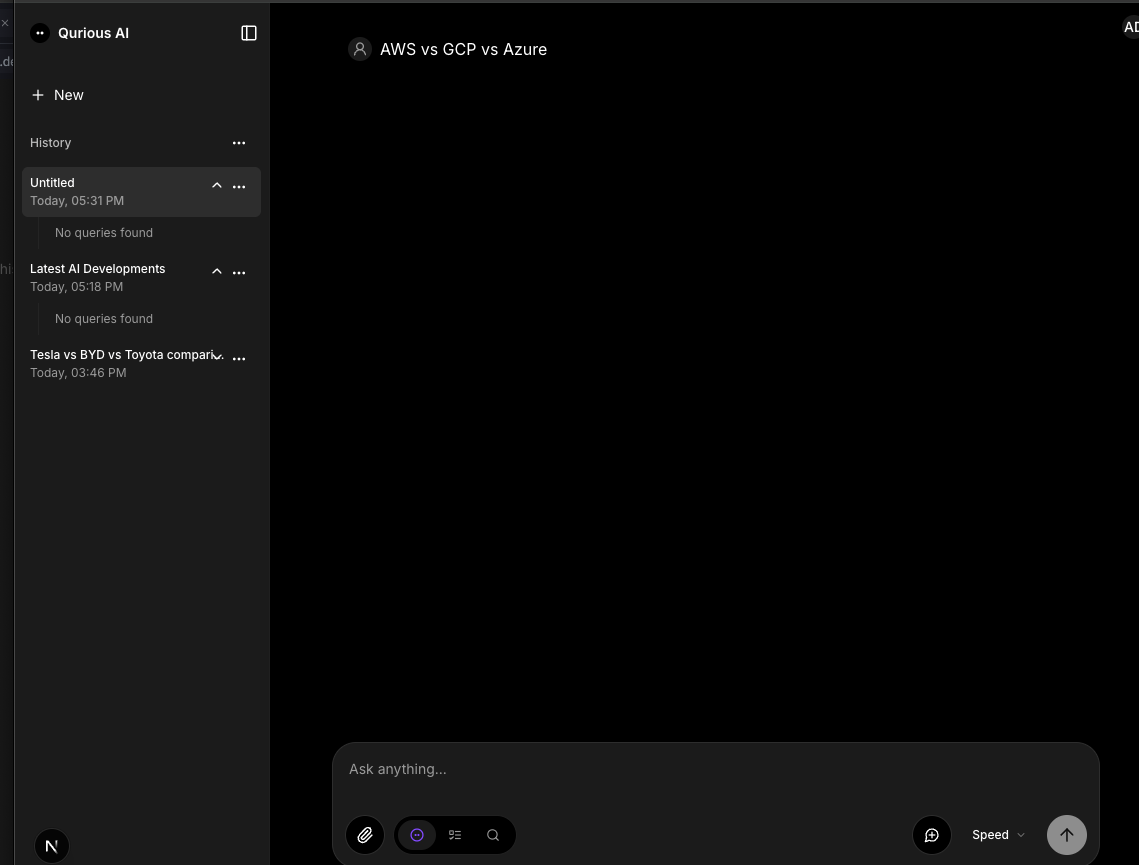 Qurious AI
New
History
Untitled
Today, 05:31 PM
No queries found
Latest AI Developments
Today, 05:18 PM
No queries found
Tesla vs BYD vs Toyota compari...
Today, 03:46 PM
N
AWS vs GCP vs Azure
AD
Ask anything...
Speed